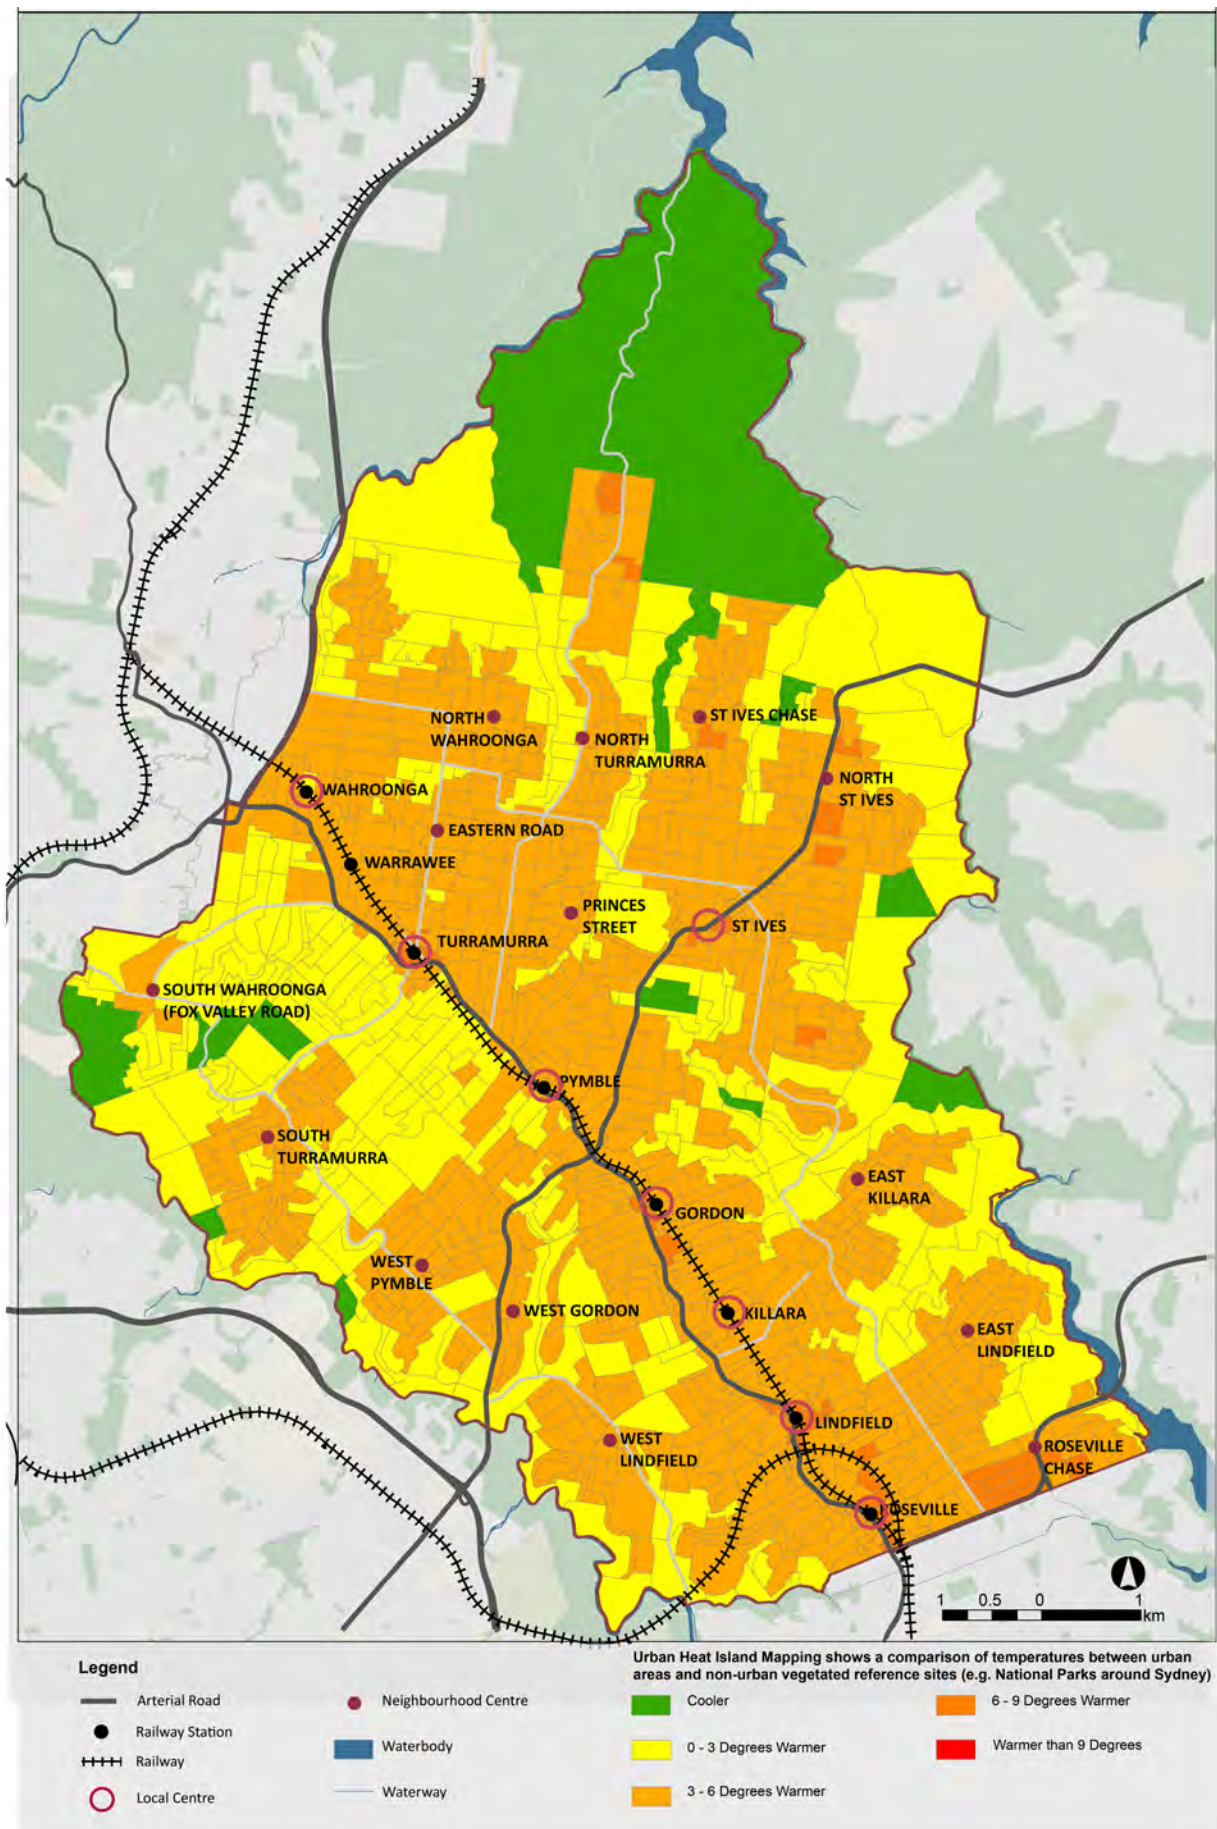 NORTH
WAHROONGA
ST IVES CHASE
NORTH
TURRAMURRA
NORTH
ST IVES
WAHROONGA
EASTERN ROAD
WARRAWEE
PRINCES
STREET
ST IVES
TURRAMURRA
SOUTH WAHROONGA
(FOX VALLEY ROAD)
PYMBLE
SOUTH
TURRAMURRA
EAST
KILLARA
GORDON
WEST
PYMBLE
WEST GORDON
KILLARA
EAST
LINDFIELD
LINDFIELD
WEST
LINDFIELD
ROSEVILLE
CHASE
ROSEVILLE
1 0.5 0 1
km
Urban Heat Island Mapping shows a comparison of temperatures between urban
areas and non-urban vegetated reference sites (e.g. National Parks around Sydney)
Legend
Arterial Road
Railway Station
Railway
Local Centre
Neighbourhood Centre
Waterbody
Waterway
Cooler
0 - 3 Degrees Warmer
3 - 6 Degrees Warmer
6 - 9 Degrees Warmer
Warmer than 9 Degrees